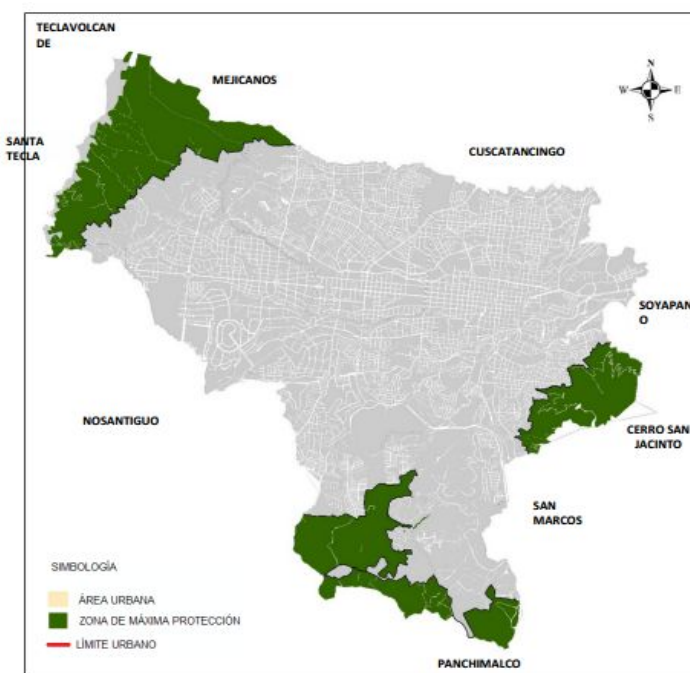 TECLAVOLCAN
DE
MEJICANOS
N
W E
S
SANTA
TECLA
CUSCATANCINGO
SOYAPAN
O
NOSANTIGUO
CERRO SAN
JACINTO
SAN
MARCOS
SIMBOLOGÍA
ÁREA URBANA
ZONA DE MÁXIMA PROTECCIÓN
LÍMITE URBANO
PANCHIMALCO